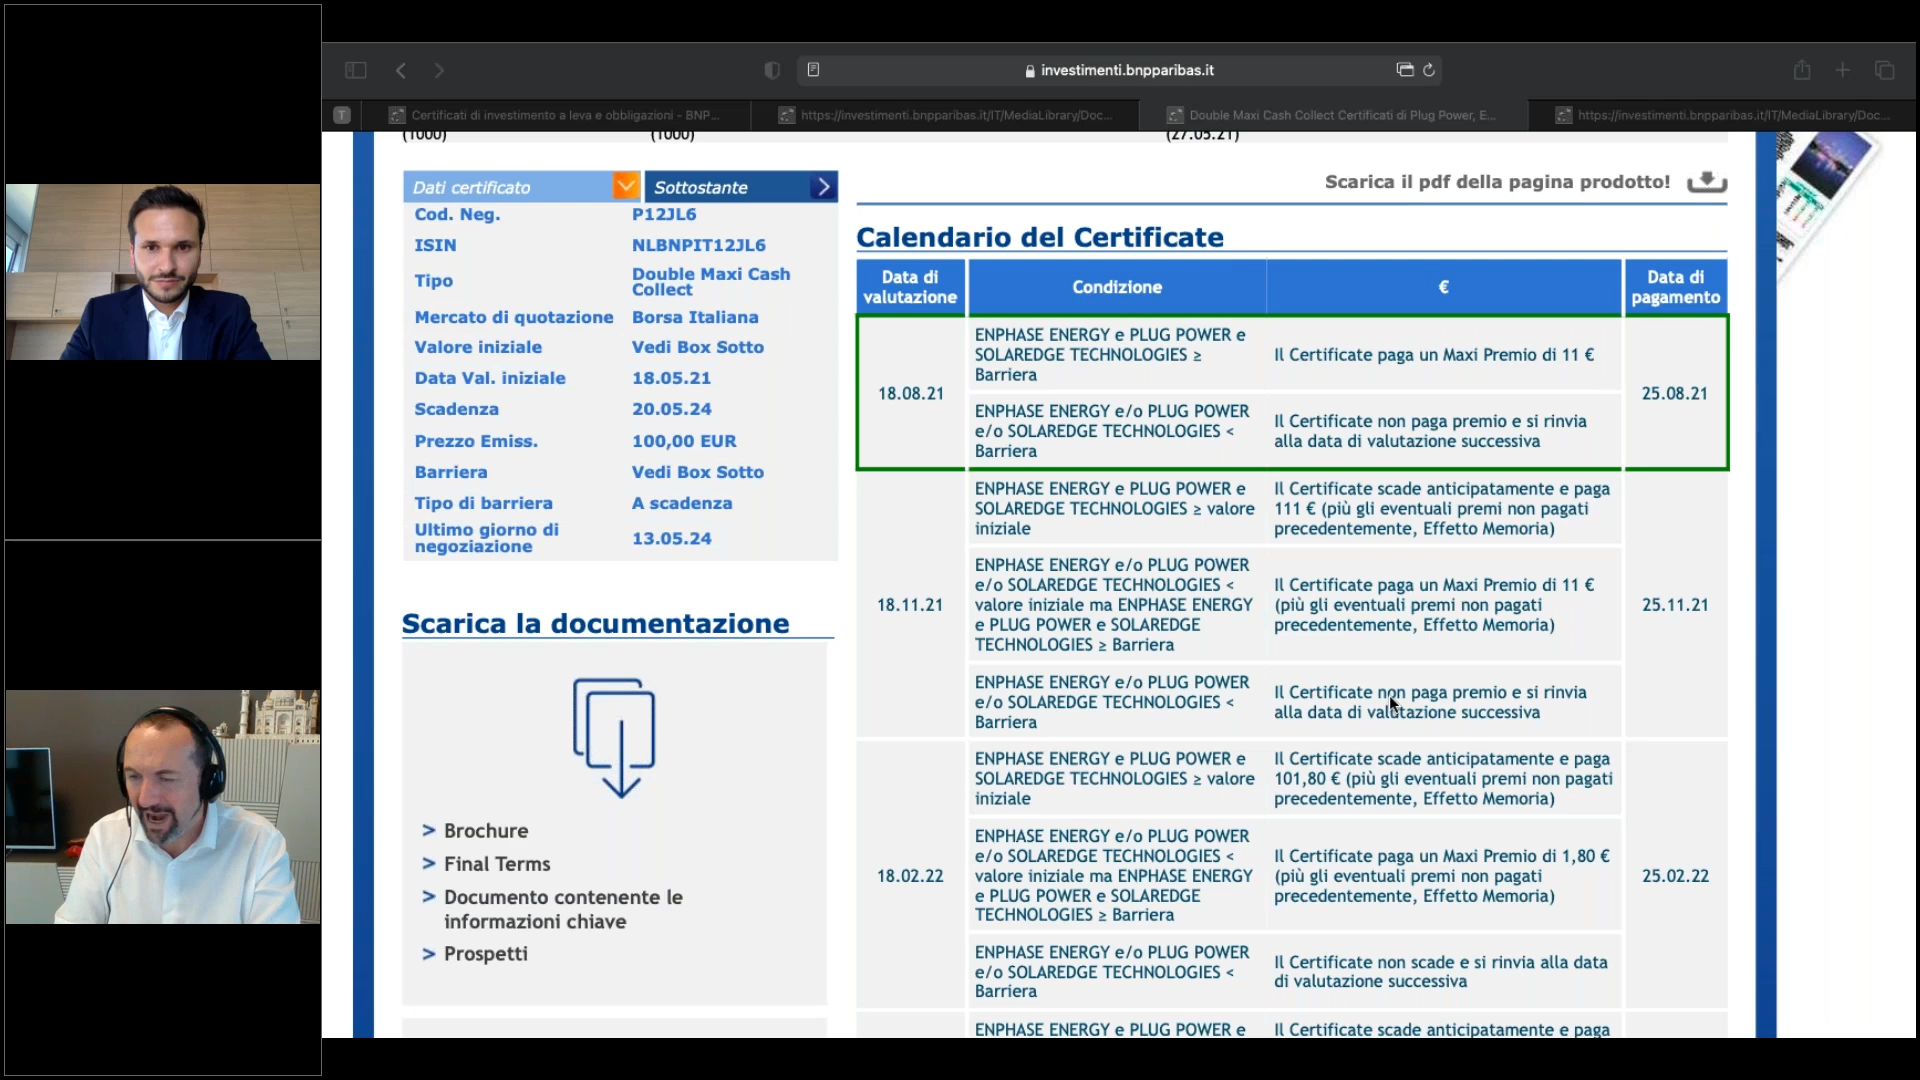 investimenti.bnpparibas.it
T
Certificati di investimento a leva e obbligazioni - BNP...
https://investimenti.bnpparibas.it/IT/MediaLibrary/Doc...
Double Maxi Cash Collect Certificati di Plug Power, E...
https://investimenti.bnpparibas.it/IT/MediaLibrary/Doc...
(1000)
(1000)
(27.05.21)
Dati certificato
Sottostante
Cod. Neg.
P12JL6
ISIN
NLBNPIT12JL6
Tipo
Double Maxi Cash
Collect
Mercato di quotazione
Borsa Italiana
Valore iniziale
Vedi Box Sotto
Data Val. iniziale
18.05.21
Scadenza
20.05.24
Prezzo Emiss.
100,00 EUR
Barriera
Vedi Box Sotto
Tipo di barriera
A scadenza
Ultimo giorno di
negoziazione
13.05.24
Scarica la documentazione
> Brochure
> Final Terms
> Documento contenente le
informazioni chiave
> Prospetti
Scarica il pdf della pagina prodotto!
Calendario del Certificate
Data di
valutazione
Condizione
€
Data di
pagamento
18.08.21
ENPHASE ENERGY e PLUG POWER e
SOLAREDGE TECHNOLOGIES ≥
Barriera
Il Certificate paga un Maxi Premio di 11 €
ENPHASE ENERGY e/o PLUG POWER
e/o SOLAREDGE TECHNOLOGIES <
Barriera
Il Certificate non paga premio e si rinvia
alla data di valutazione successiva
25.08.21
18.11.21
ENPHASE ENERGY e PLUG POWER e
SOLAREDGE TECHNOLOGIES ≥ valore
iniziale
Il Certificate scade anticipatamente e paga
111 € (più gli eventuali premi non pagati
precedentemente, Effetto Memoria)
ENPHASE ENERGY e/o PLUG POWER
e/o SOLAREDGE TECHNOLOGIES <
valore iniziale ma ENPHASE ENERGY
e PLUG POWER e SOLAREDGE
TECHNOLOGIES ≥ Barriera
Il Certificate paga un Maxi Premio di 11 €
(più gli eventuali premi non pagati
precedentemente, Effetto Memoria)
ENPHASE ENERGY e/o PLUG POWER
e/o SOLAREDGE TECHNOLOGIES <
Barriera
Il Certificate non paga premio e si rinvia
alla data di valutazione successiva
25.11.21
18.02.22
ENPHASE ENERGY e PLUG POWER e
SOLAREDGE TECHNOLOGIES ≥ valore
iniziale
Il Certificate scade anticipatamente e paga
101,80 € (più gli eventuali premi non pagati
precedentemente, Effetto Memoria)
ENPHASE ENERGY e/o PLUG POWER
e/o SOLAREDGE TECHNOLOGIES <
valore iniziale ma ENPHASE ENERGY
e PLUG POWER e SOLAREDGE
TECHNOLOGIES ≥ Barriera
Il Certificate paga un Maxi Premio di 1,80 €
(più gli eventuali premi non pagati
precedentemente, Effetto Memoria)
ENPHASE ENERGY e/o PLUG POWER
e/o SOLAREDGE TECHNOLOGIES <
Barriera
Il Certificate non scade e si rinvia alla data
di valutazione successiva
25.02.22
ENPHASE ENERGY e PLUG POWER e
Il Certificate scade anticipatamente e paga